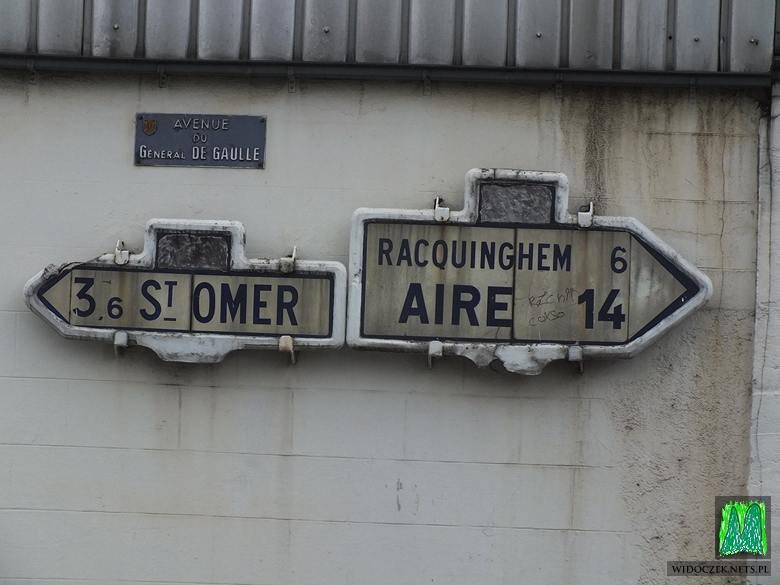 AVENUE
DU
GÉNÉRAL DE GAULLE
3,6 ST OMER
RACQUINGHEM 6
AIRE 14
WIDOCZEK.NETS.PL